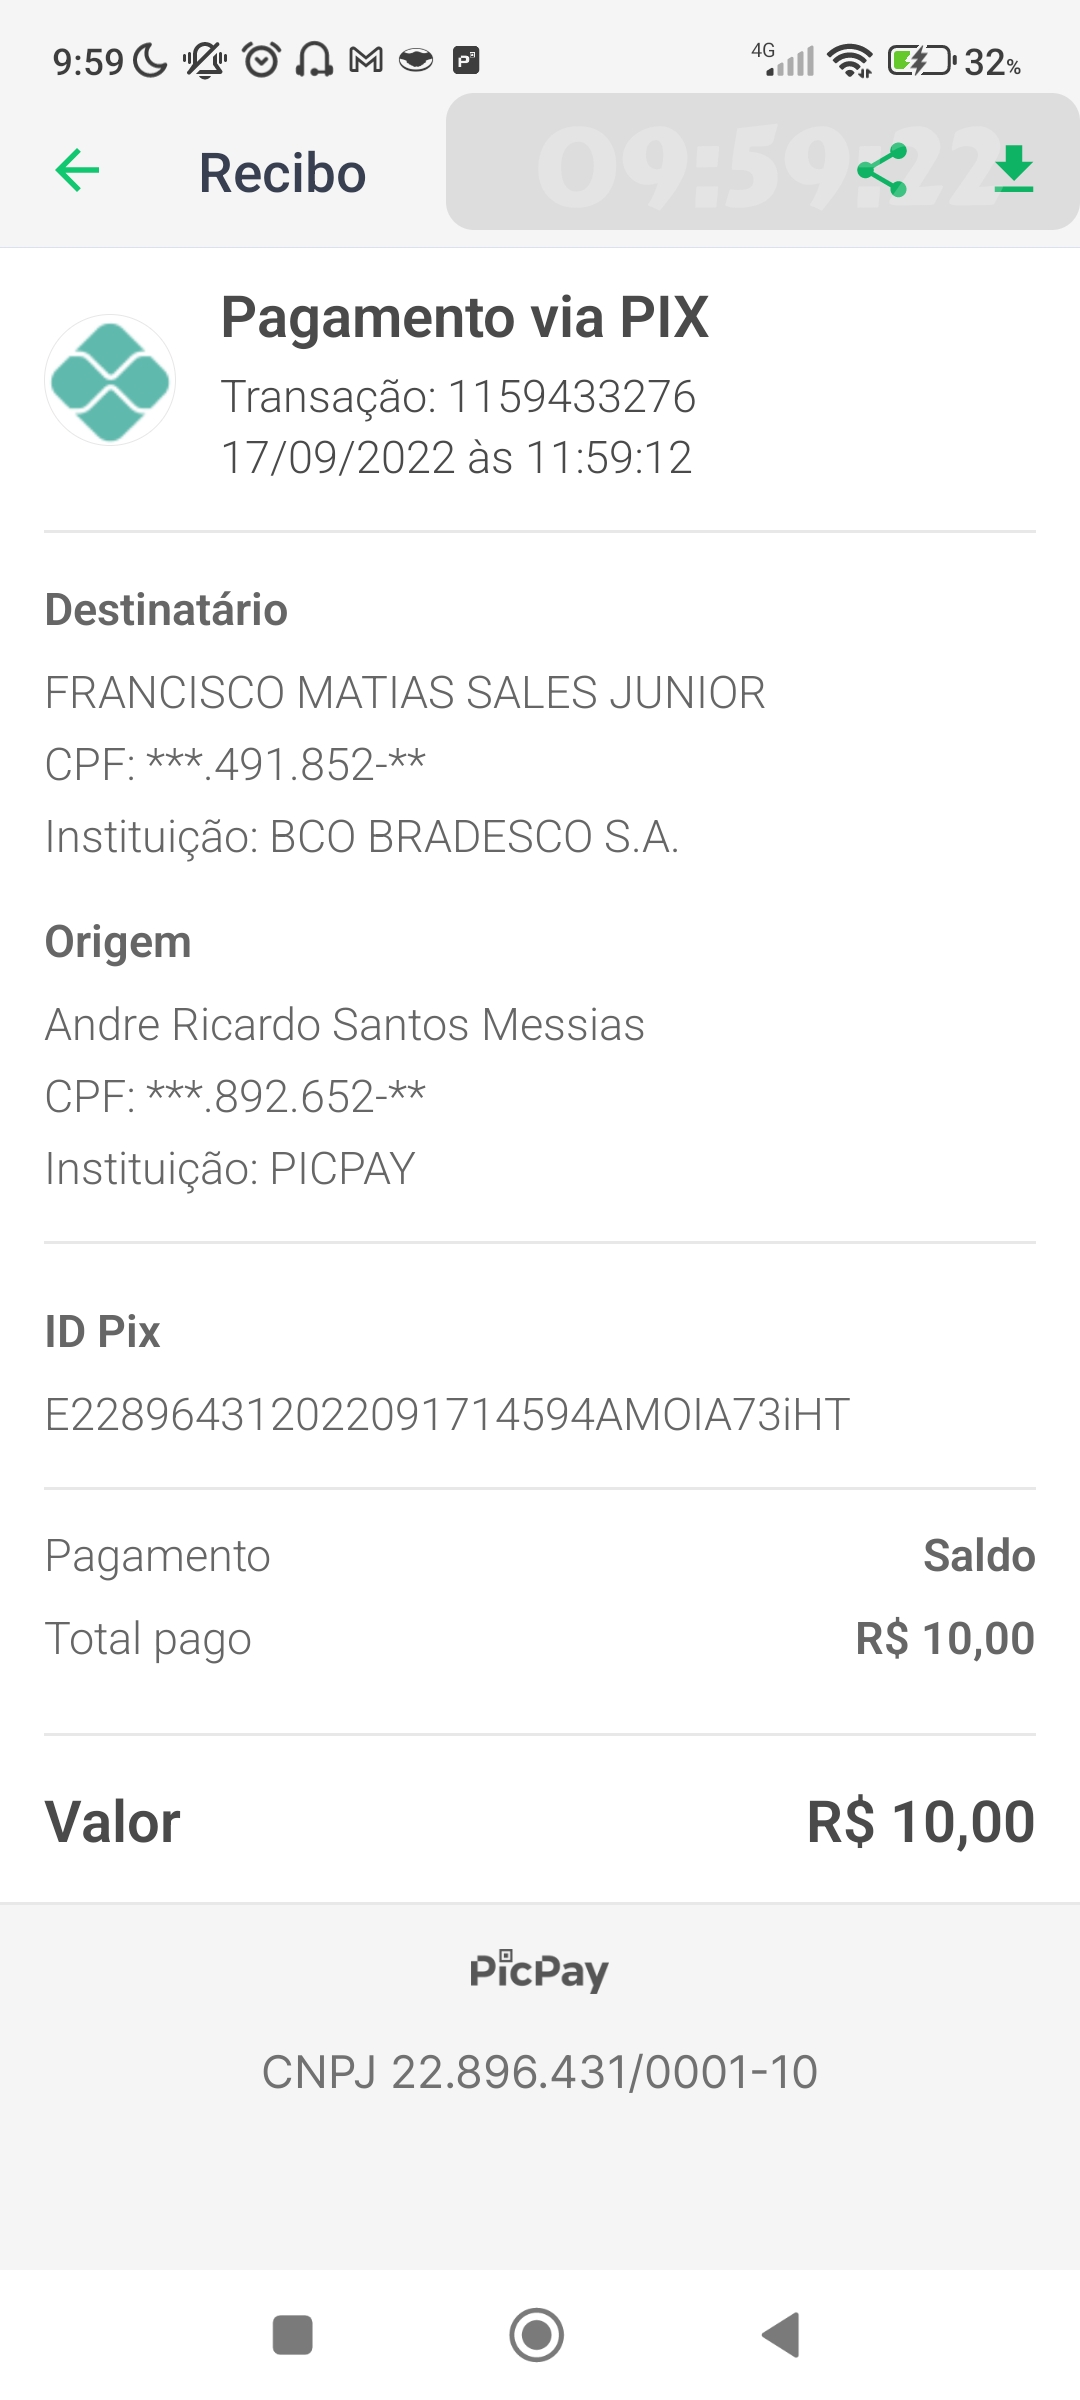 9:59 4G 32%
Recibo 09:59:22
Pagamento via PIX
Transação: 1159433276
17/09/2022 às 11:59:12
Destinatário
FRANCISCO MATIAS SALES JUNIOR
CPF: ***.491.852-**
Instituição: BCO BRADESCO S.A.
Origem
Andre Ricardo Santos Messias
CPF: ***.892.652-**
Instituição: PICPAY
ID Pix
E228964312022091714594AMOIA73iHT
Pagamento Saldo
Total pago R$ 10,00
Valor R$ 10,00
PicPay
CNPJ 22.896.431/0001-10